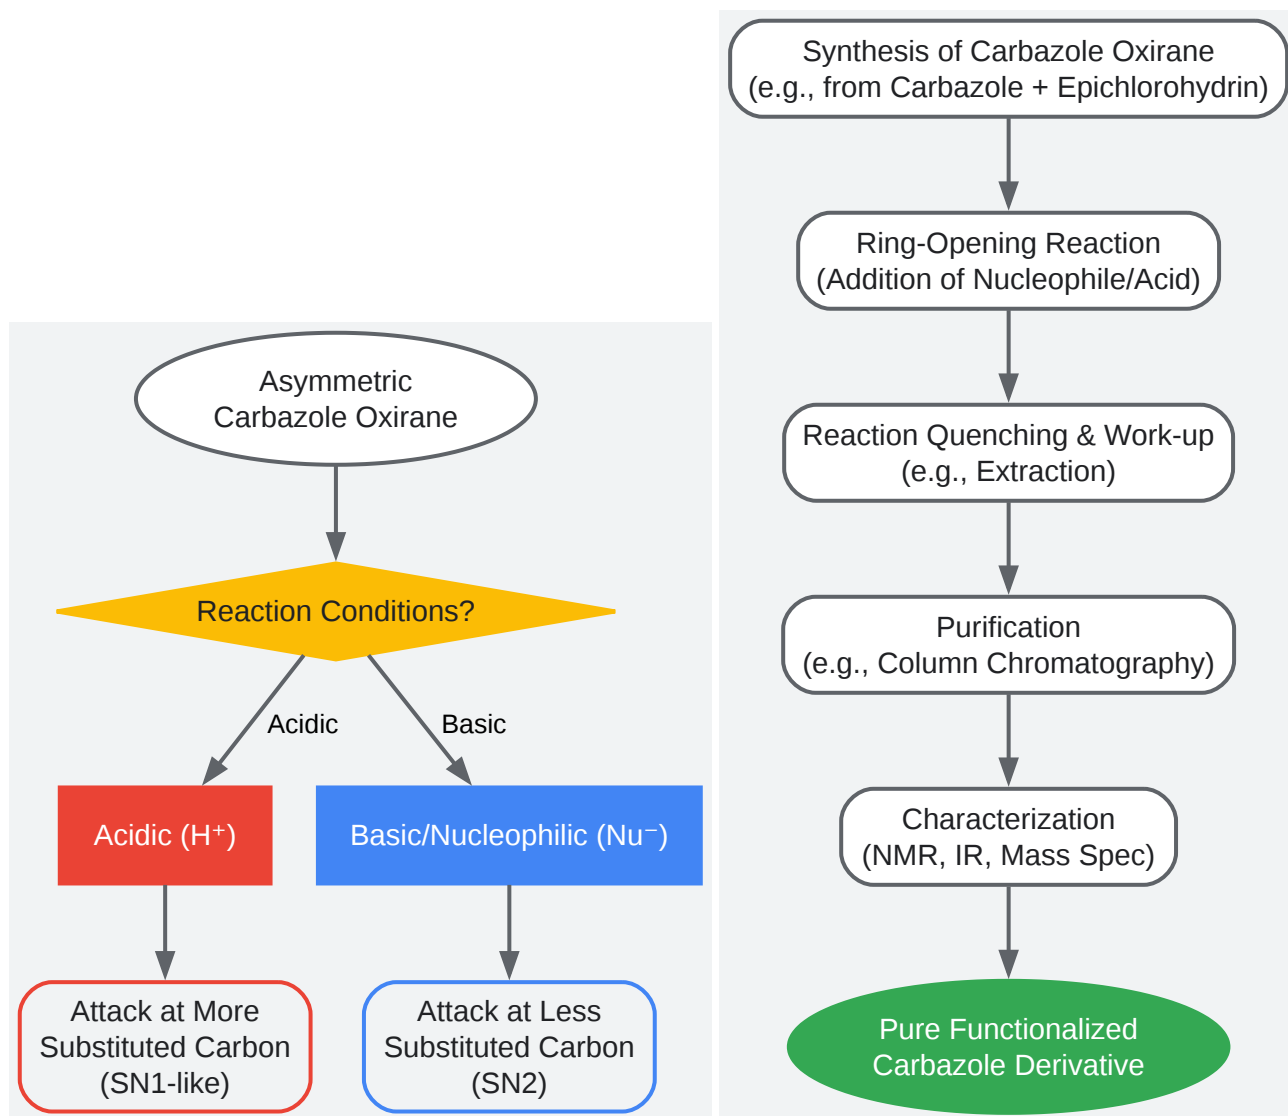 Asymmetric
Carbazole Oxirane
Reaction Conditions?
Acidic
Basic
Acidic (H⁺)
Basic/Nucleophilic (Nu⁻)
Attack at More
Substituted Carbon
(SN1-like)
Attack at Less
Substituted Carbon
(SN2)
Synthesis of Carbazole Oxirane
(e.g., from Carbazole + Epichlorohydrin)
Ring-Opening Reaction
(Addition of Nucleophile/Acid)
Reaction Quenching & Work-up
(e.g., Extraction)
Purification
(e.g., Column Chromatography)
Characterization
(NMR, IR, Mass Spec)
Pure Functionalized
Carbazole Derivative